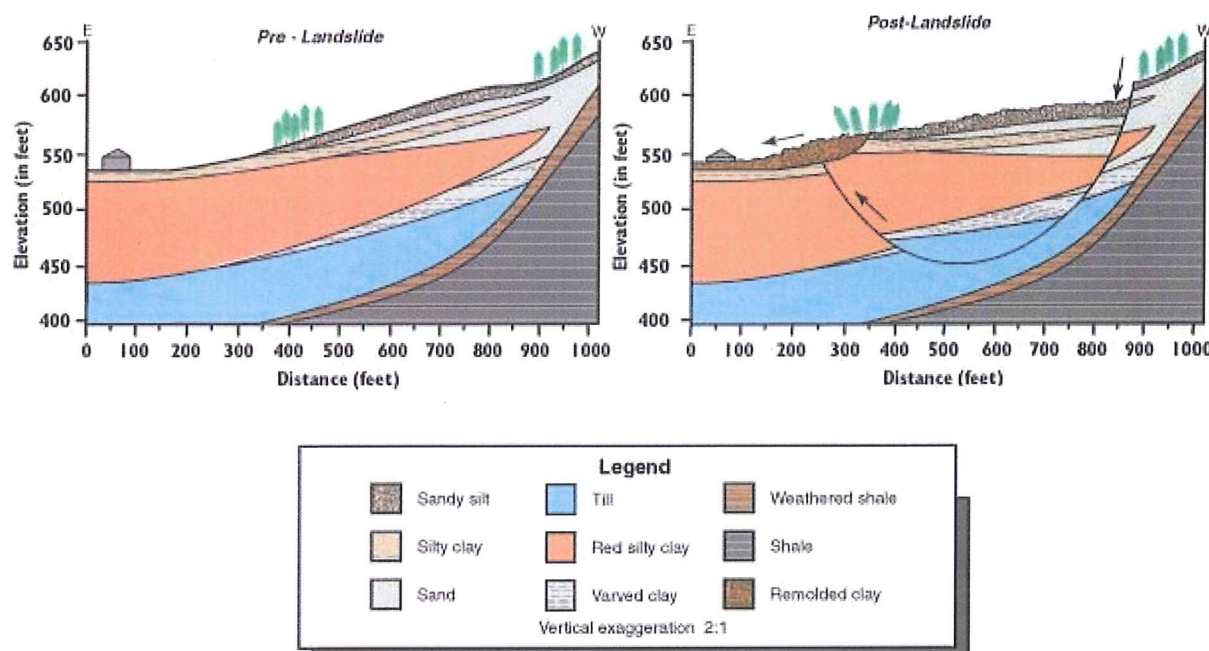 Pre - Landslide
E
W
650
600
550
500
450
400
Elevation (in feet)
0 100 200 300 400 500 600 700 800 900 1000
Distance (feet)
Post-Landslide
E
W
650
600
550
500
450
400
Elevation (in feet)
0 100 200 300 400 500 600 700 800 900 1000
Distance (feet)
Legend
Sandy silt
Till
Weathered shale
Silty clay
Red silty clay
Shale
Sand
Varved clay
Remolded clay
Vertical exaggeration 2:1